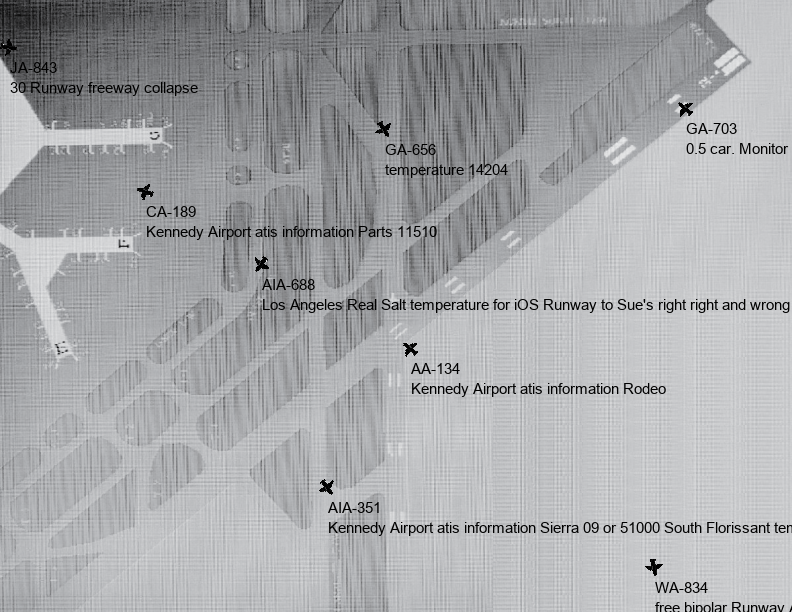 JA-843
30 Runway freeway collapse
GA-703
0.5 car. Monitor
GA-656
temperature 14204
CA-189
Kennedy Airport atis information Parts 11510
AIA-688
Los Angeles Real Salt temperature for iOS Runway to Sue's right right and wrong
AA-134
Kennedy Airport atis information Rodeo
AIA-351
Kennedy Airport atis information Sierra 09 or 51000 South Florissant
WA-834
free bipolar Runway